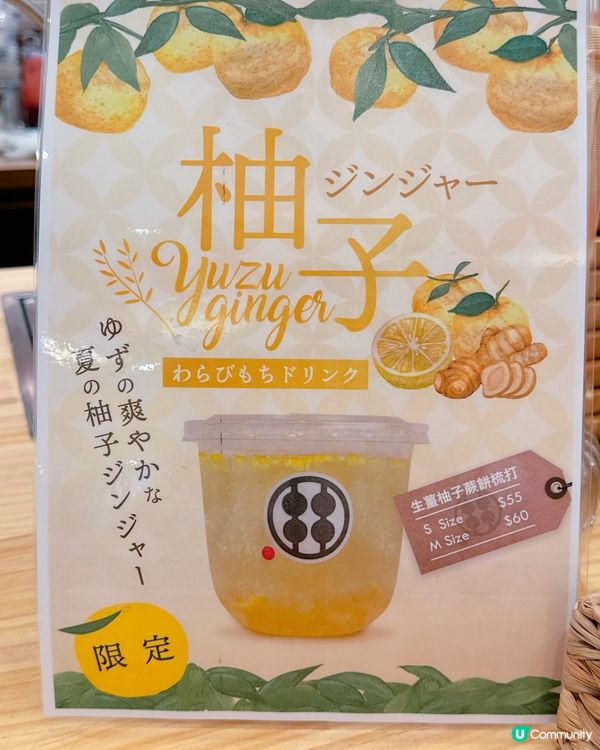 柚子
ジンジャー
Yuzu
ginger
わらびもちドリンク
ゆずの爽やかな
夏の柚子ジンジャー
生薑柚子蕨餅梳打
S Size $55
M Size $60
限定
U Community